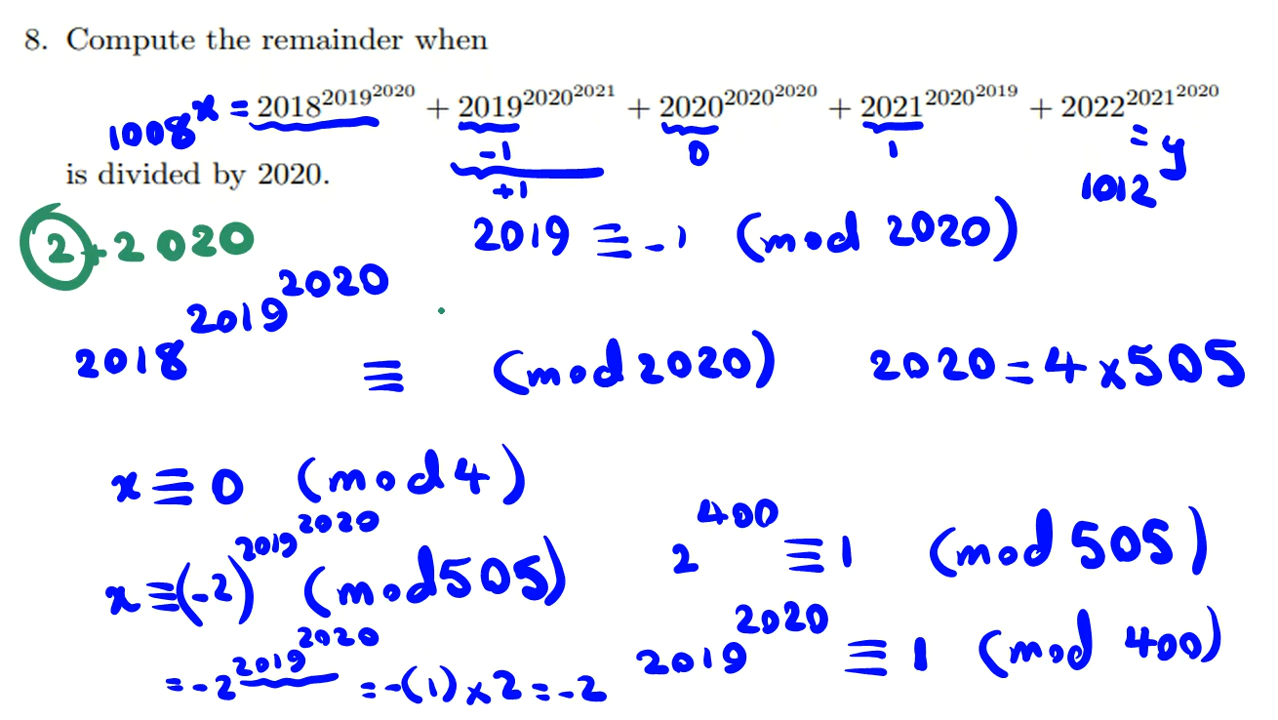 8. Compute the remainder when
1008 x = 2018^2019^2020 + 2019^2020^2021 + 2020^2020^2020 + 2021^2020^2019 + 2022^2021^2020
-1 0 1 = y
is divided by 2020. +1 1012
2 + 2020 2019 ≡ -1 (mod 2020)
2018^2019^2020 ≡ (mod 2020) 2020 = 4 x 505
x ≡ 0 (mod 4)
x ≡ (-2)^2019^2020 (mod 505) 2^400 ≡ 1 (mod 505)
= -2^2019^2020 = -(1) x 2 = -2 2019^2020 ≡ 1 (mod 400)